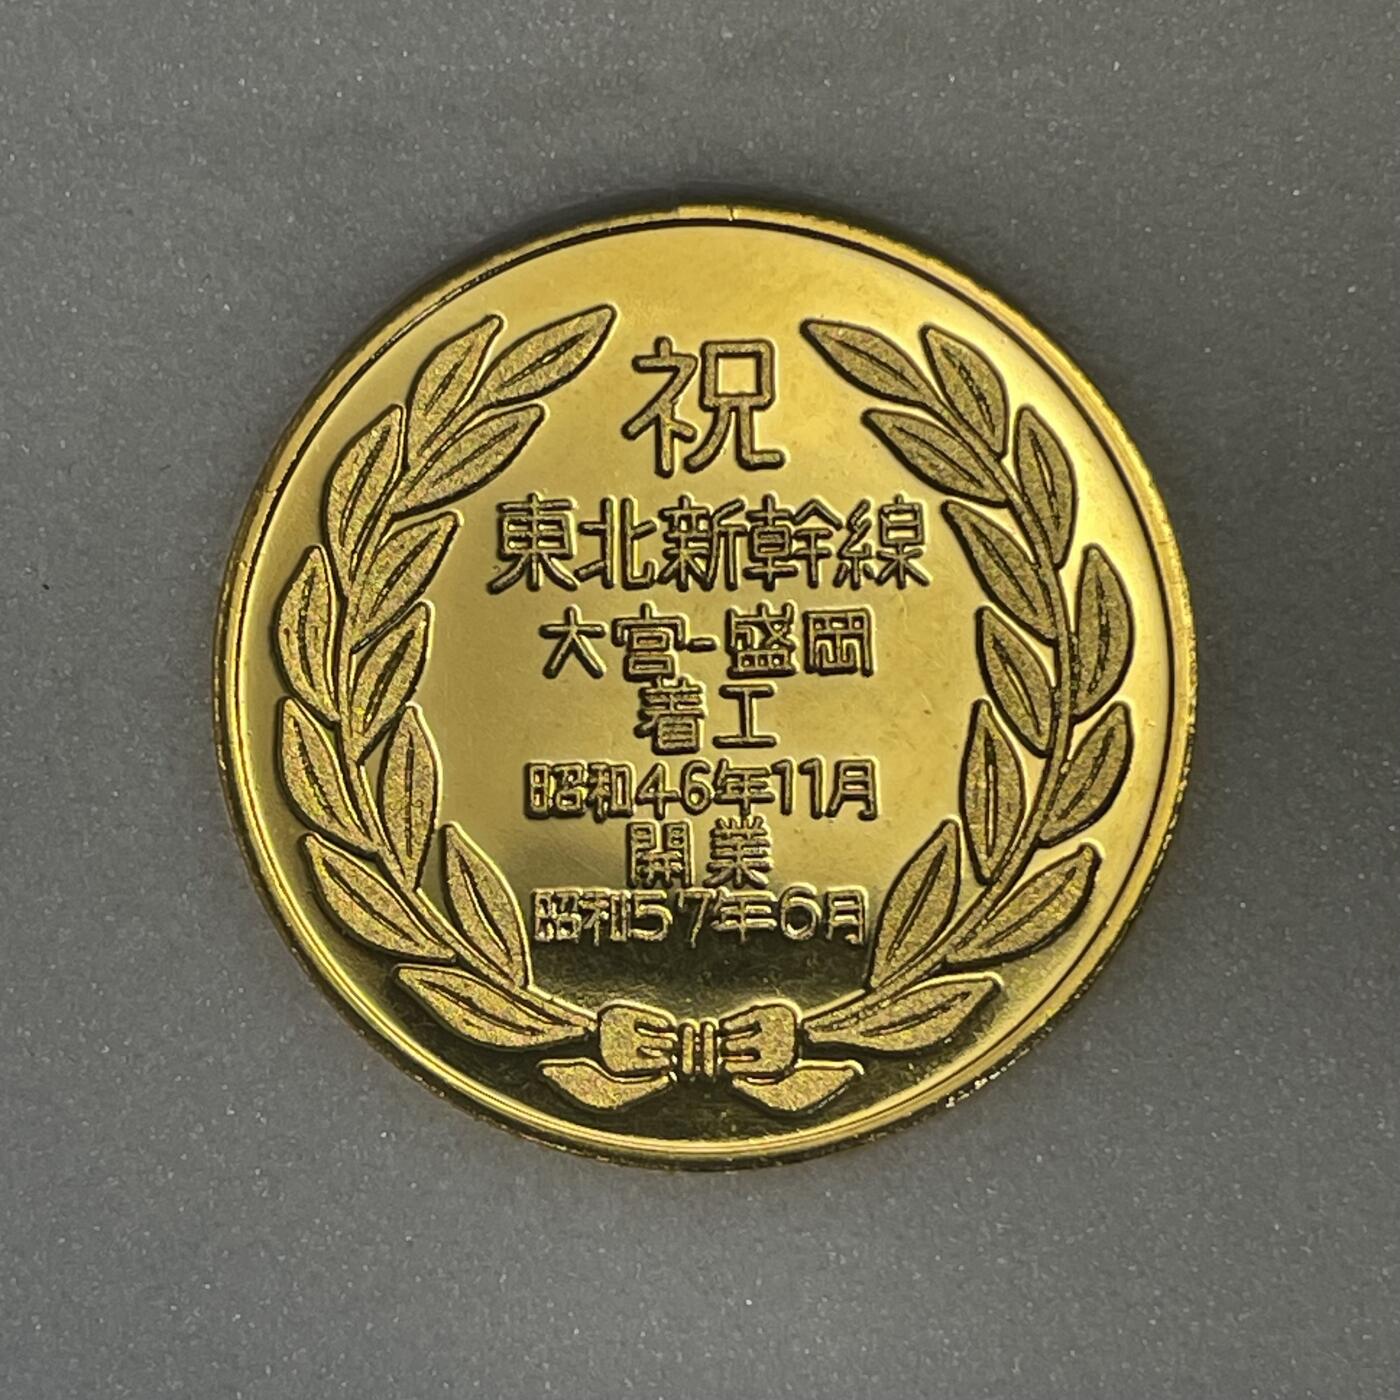 祝
東北新幹線
大宮-盛岡
着工
昭和46年11月
開業
昭和57年6月